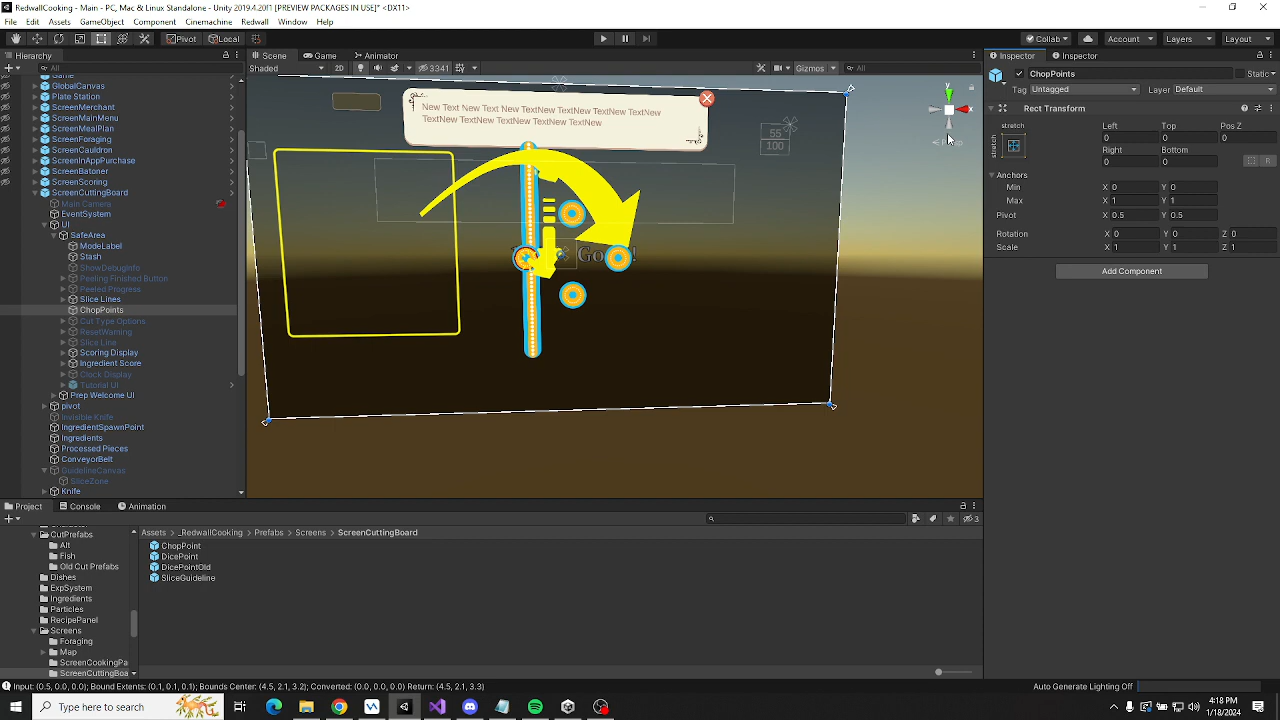 RedwallCooking - Main - PC, Mac & Linux Standalone - Unity 2019.4.20f1 [PREVIEW PACKAGES IN USE]* <DX11>
File Edit Assets GameObject Component Window Help
Pivot Local
Collab Account Layers Layout
Hierarchy
All
Game
GlobalCanvas
Plate Station
ScreenMerchant
ScreenMainMenu
ScreenMealPlan
ScreenForaging
ScreenCauldron
ScreenInAppPurchase
ScreenBatoner
ScreenScoring
ScreenCuttingBoard
Main Camera
EventSystem
UI
SafeArea
ModeLabel
Stash
ShowDebugInfo
Peeling Finished Button
Peeled Progress
Slice Lines
ChopPoints
Cut Type Options
ResetWarning
Slice Line
Scoring Display
Ingredient Score
Clock Display
Tutorial UI
Prep Welcome UI
pivot
Invisible Knife
IngredientSpawnPoint
Ingredients
Processed Pieces
ConveyorBelt
GuidelineCanvas
SliceZone
Knife
Scene Game Animator
Shaded 2D 3341 Gizmos All
New Text New Text New TextNew TextNew TextNew TextNew
TextNew TextNew TextNew TextNew TextNew
55
100
Go
y
x
Inspector Inspector
ChopPoints Static
Tag Untagged Layer Default
Rect Transform
stretch
stretch
Left Top PosZ
0 0 0
Right Bottom
0 0 R
Anchors
Min X 0 Y 0
Max X 1 Y 1
Pivot X 0.5 Y 0.5
Rotation X 0 Y 0 Z 0
Scale X 1 Y 1 Z 1
Add Component
Project Console Animation
3
CutPrefabs
Alt
Fish
Old Cut Prefabs
Dishes
ExpSystem
Ingredients
Particles
RecipePanel
Screens
Foraging
Map
ScreenCookingPa
ScreenCuttingBoa
Assets > _RedwallCooking > Prefabs > Screens > ScreenCuttingBoard
ChopPoint
DicePoint
DicePointOld
SliceGuideline
Input: (0.5, 0.0, 0.0); Bound Extents: (0.1, 0.1, 0.1); Bounds Center: (4.5, 2.1, 3.2); Converted: (0.0, 0.0, 0.0) Return: (4.5, 2.1, 3.3)
Auto Generate Lighting Off
Type here to search
4:18 PM
1/18/2024